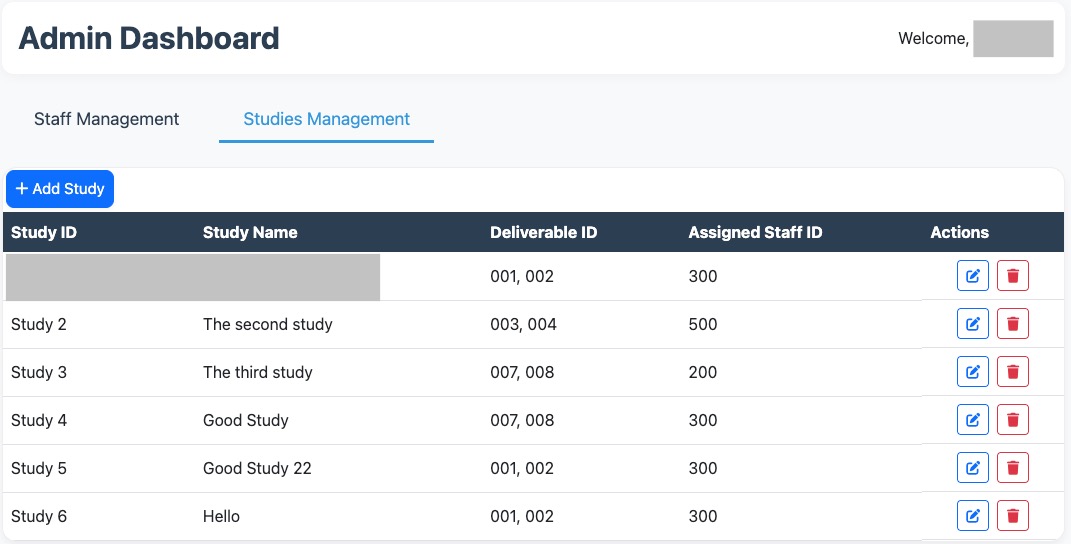 Admin Dashboard
Welcome,
Staff Management
Studies Management
+ Add Study
Study ID Study Name Deliverable ID Assigned Staff ID Actions
001, 002 300
Study 2 The second study 003, 004 500
Study 3 The third study 007, 008 200
Study 4 Good Study 007, 008 300
Study 5 Good Study 22 001, 002 300
Study 6 Hello 001, 002 300